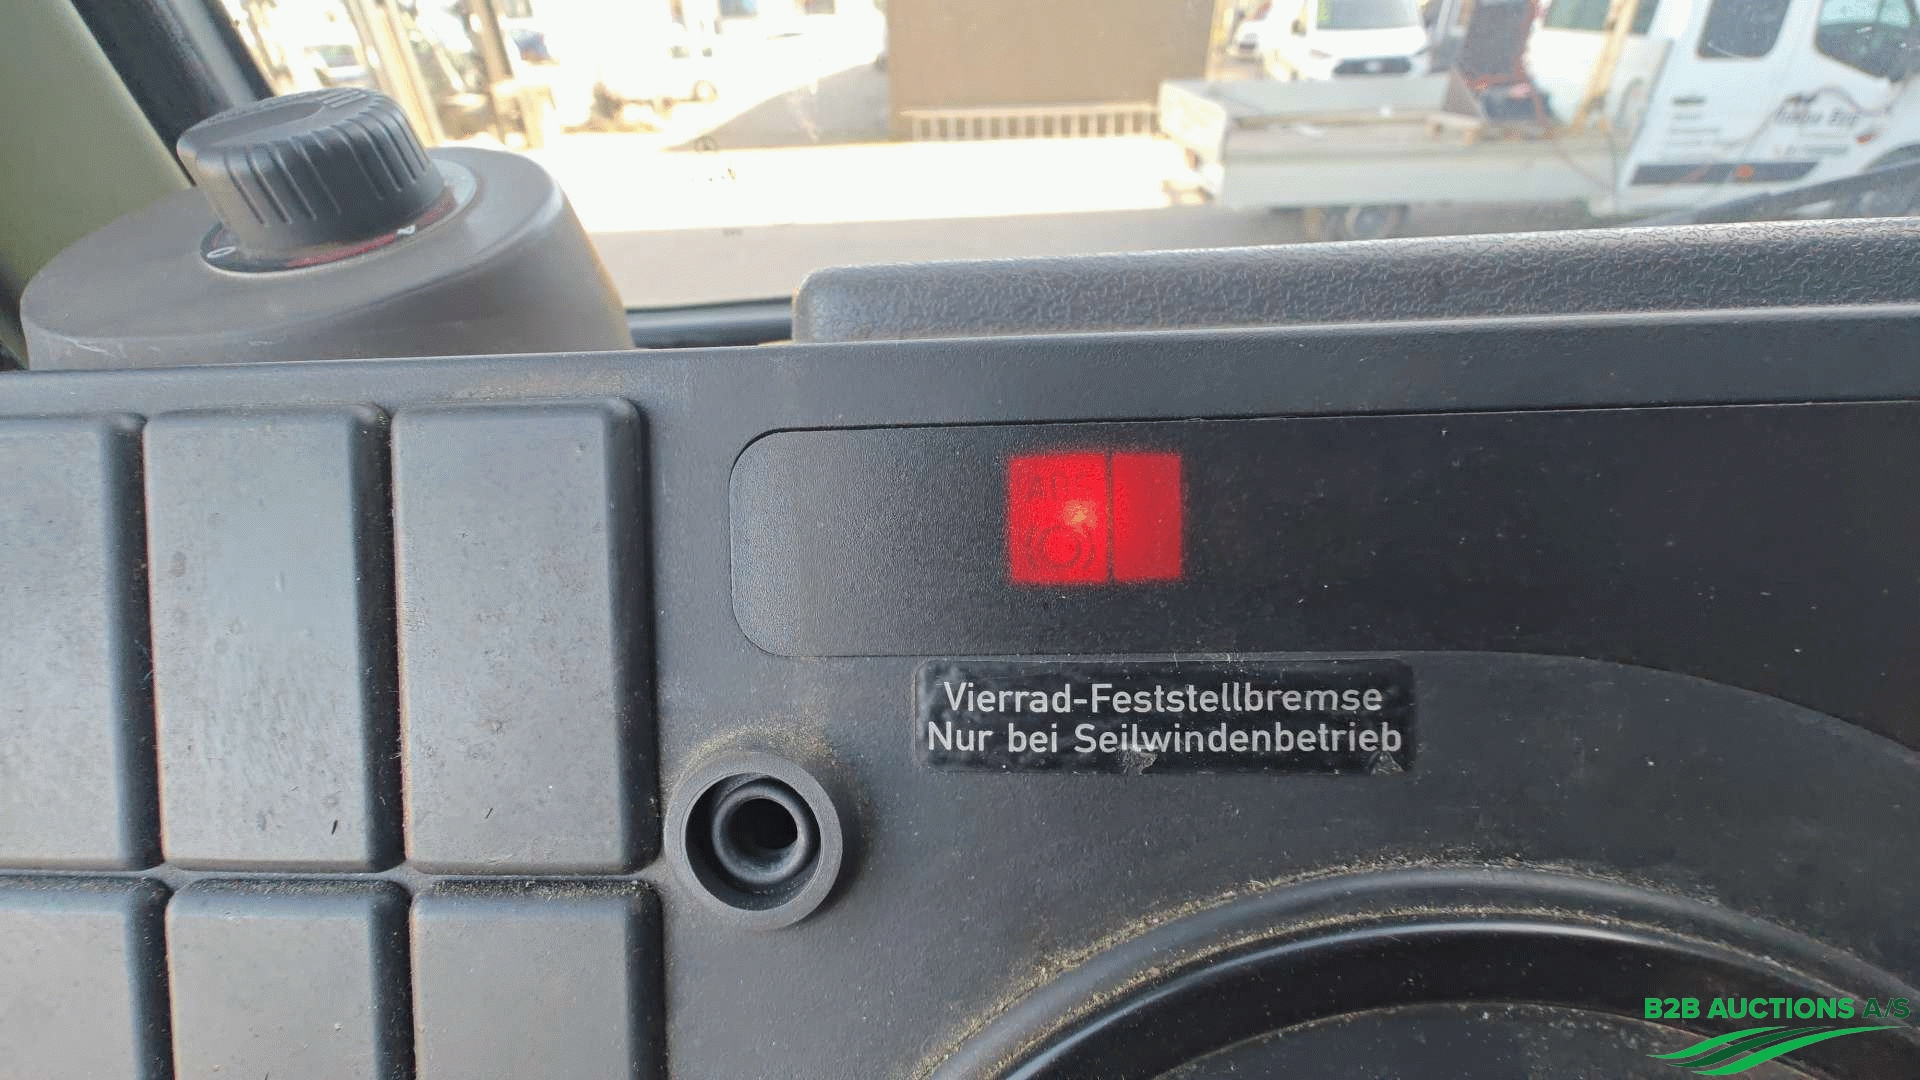 Vierrad-Feststellbremse
Nur bei Seilwindenbetrieb
B2B AUCTIONS A/S